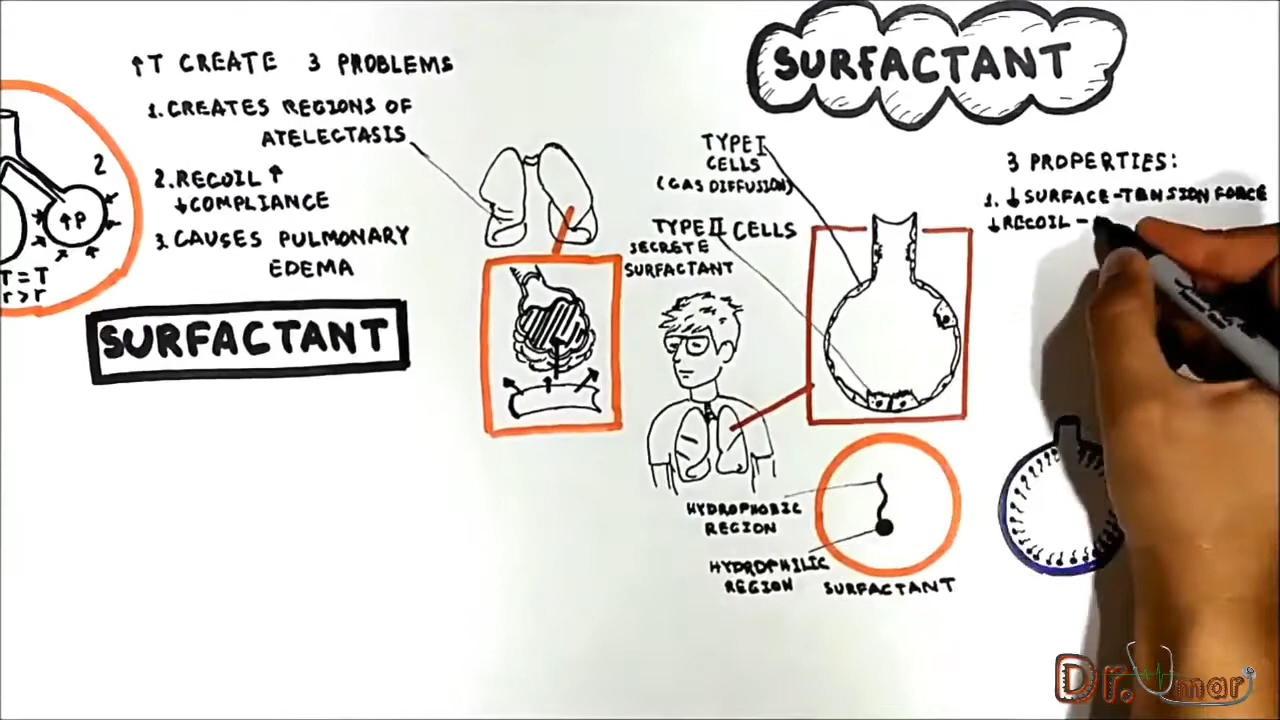 ↑T CREATE 3 PROBLEMS
1. CREATES REGIONS OF
ATELECTASIS
2. RECOIL ↑
↓COMPLIANCE
3. CAUSES PULMONARY
EDEMA
2
↑P
T=T
r>r
SURFACTANT
SURFACTANT
TYPE I
CELLS
(GAS DIFFUSION)
TYPE II CELLS
SECRETE
SURFACTANT
HYDROPHOBIC
REGION
HYDROPHILIC
REGION
SURFACTANT
3 PROPERTIES:
1. ↓ SURFACE-TENSION FORCE
↓RECOIL -
Dr. Umar